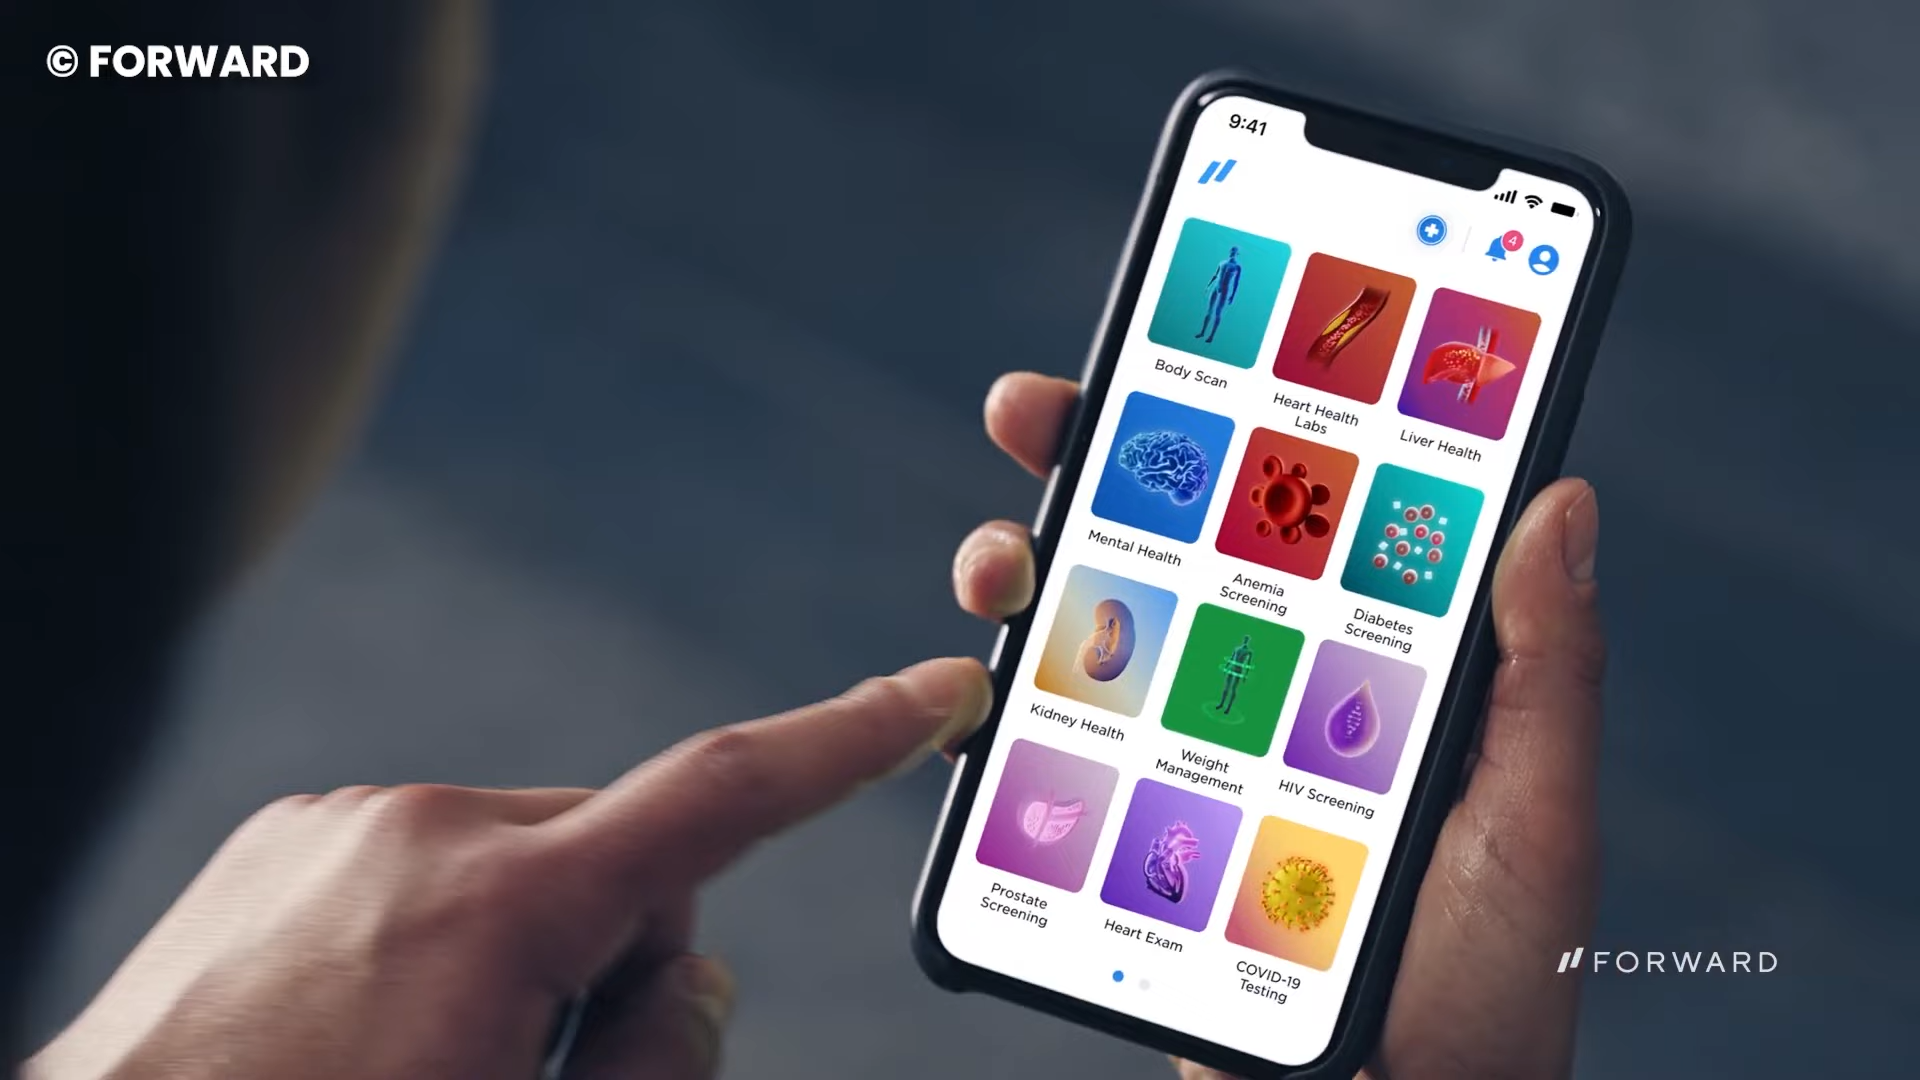 © FORWARD
9:41
4
Body Scan
Heart Health
Labs
Liver Health
Mental Health
Anemia
Screening
Diabetes
Screening
Kidney Health
Weight
Management
HIV Screening
Prostate
Screening
Heart Exam
COVID-19
Testing
FORWARD